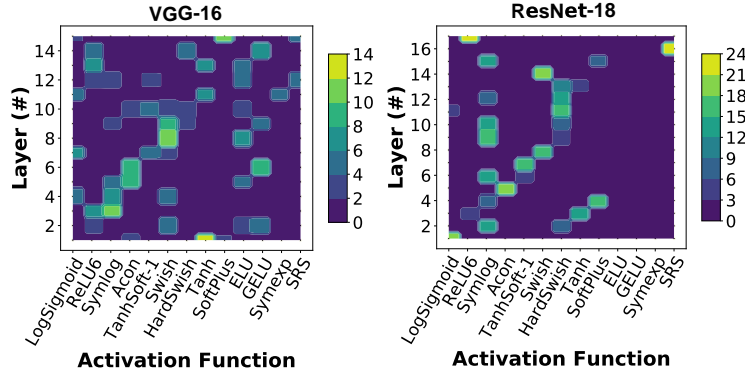 VGG-16
ResNet-18
Layer (#)
14
12
10
8
6
4
2
LogSigmoid
ReLU6
Symlog
Acon
TanhSoft-1
Swish
HardSwish
Tanh
SoftPlus
ELU
GELU
Symexp
SRS
Activation Function
14
12
10
8
6
4
2
0
Layer (#)
16
14
12
10
8
6
4
2
LogSigmoid
ReLU6
Symlog
Acon
TanhSoft-1
Swish
HardSwish
Tanh
SoftPlus
ELU
GELU
Symexp
SRS
Activation Function
24
21
18
15
12
9
6
3
0